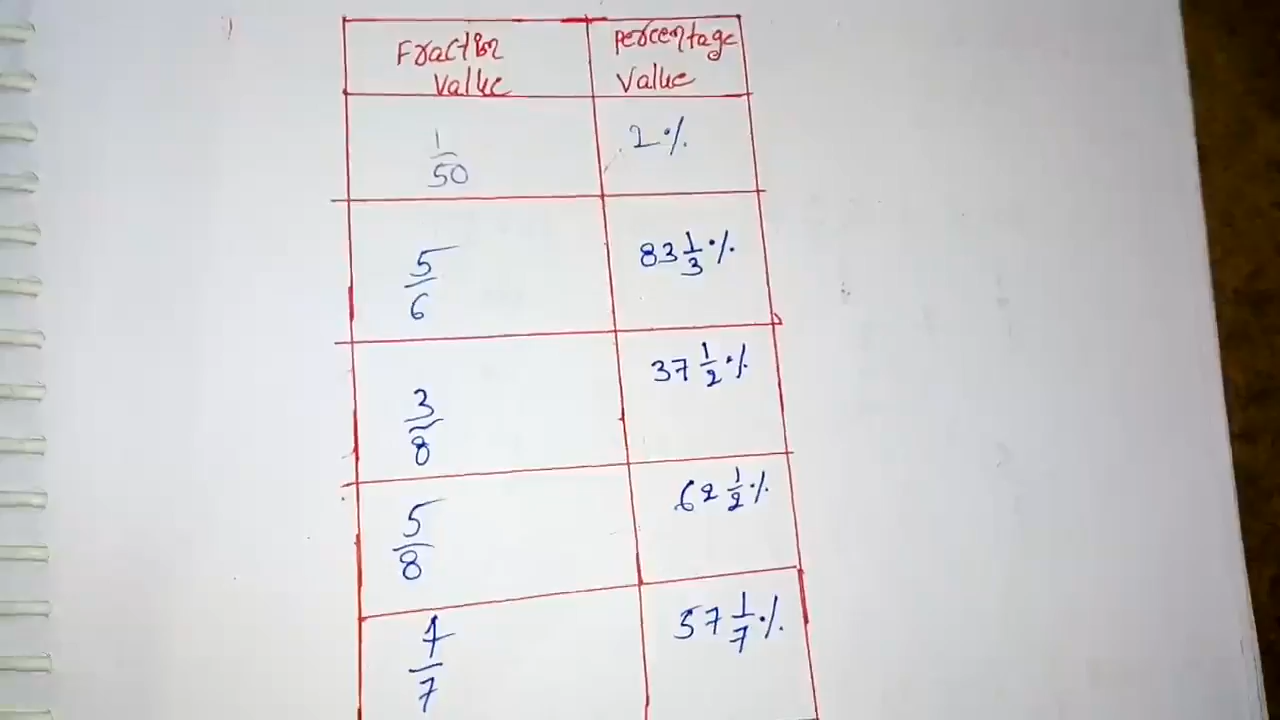 Fraction Value
Percentage Value
1/50 2%
5/6 83 1/3 %
3/8 37 1/2 %
5/8 62 1/2 %
4/7 57 1/7 %